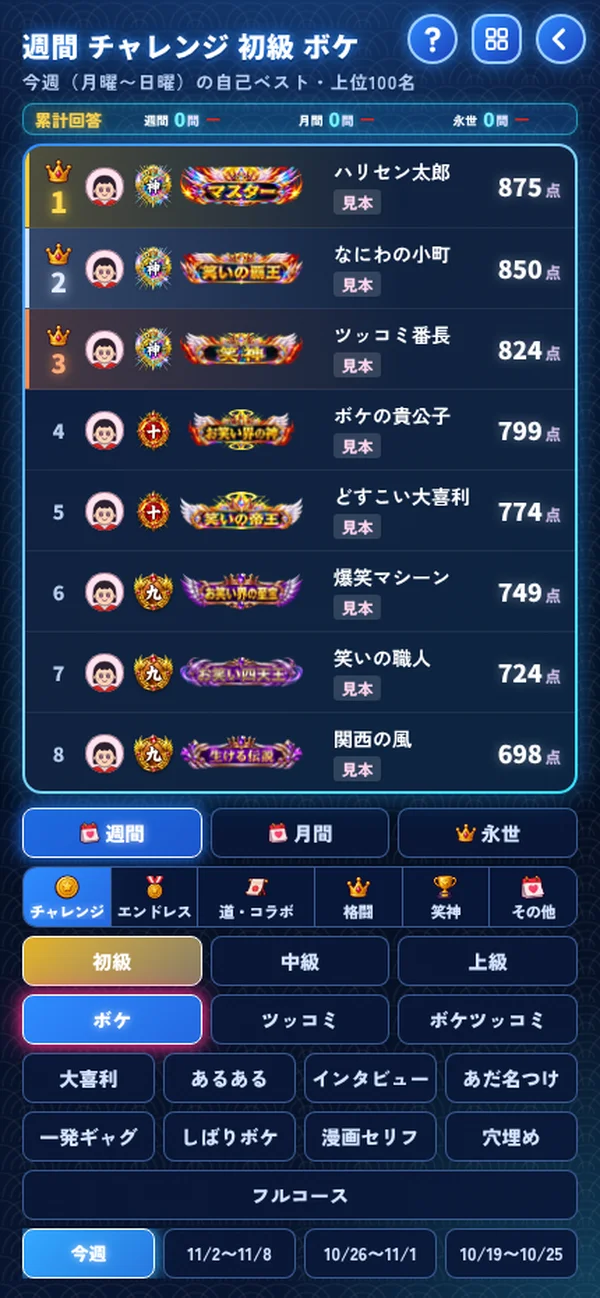 週間 チャレンジ 初級 ボケ
?
今週（月曜〜日曜）の自己ベスト・上位100名
累計回答 週間 0問 ー 月間 0問 ー 永世 0問 ー
1 神 マスター ハリセン太郎 見本 875点
2 神 笑いの覇王 なにわの小町 見本 850点
3 神 笑神 ツッコミ番長 見本 824点
4 十 お笑い界の神 ボケの貴公子 見本 799点
5 十 笑いの帝王 どすこい大喜利 見本 774点
6 九 お笑い界の至宝 爆笑マシーン 見本 749点
7 九 お笑い四天王 笑いの職人 見本 724点
8 九 生ける伝説 関西の風 見本 698点
週間 月間 永世
チャレンジ エンドレス 道・コラボ 格闘 笑神 その他
初級 中級 上級
ボケ ツッコミ ボケツッコミ
大喜利 あるある インタビュー あだ名つけ
一発ギャグ しばりボケ 漫画セリフ 穴埋め
フルコース
今週 11/2〜11/8 10/26〜11/1 10/19〜10/25